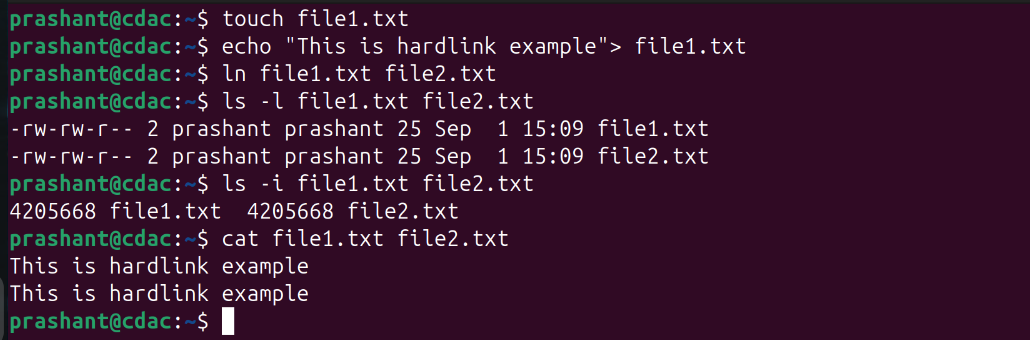 prashant@cdac:~$ touch file1.txt
prashant@cdac:~$ echo "This is hardlink example"> file1.txt
prashant@cdac:~$ ln file1.txt file2.txt
prashant@cdac:~$ ls -l file1.txt file2.txt
-rw-rw-r-- 2 prashant prashant 25 Sep  1 15:09 file1.txt
-rw-rw-r-- 2 prashant prashant 25 Sep  1 15:09 file2.txt
prashant@cdac:~$ ls -i file1.txt file2.txt
4205668 file1.txt  4205668 file2.txt
prashant@cdac:~$ cat file1.txt file2.txt
This is hardlink example
This is hardlink example
prashant@cdac:~$